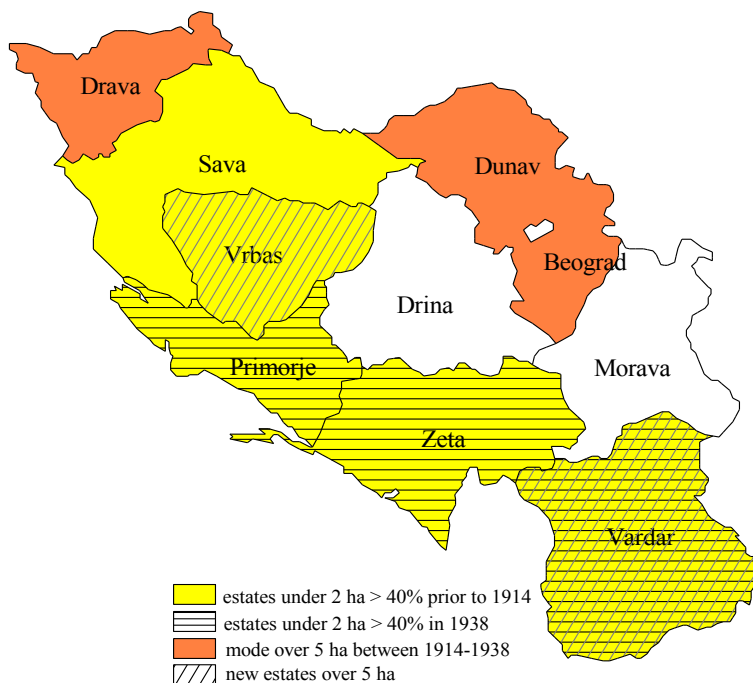 Drava
Sava
Dunav
Vrbas
Beograd
Drina
Primorje
Morava
Zeta
Vardar
estates under 2 ha > 40% prior to 1914
estates under 2 ha > 40% in 1938
mode over 5 ha between 1914-1938
new estates over 5 ha